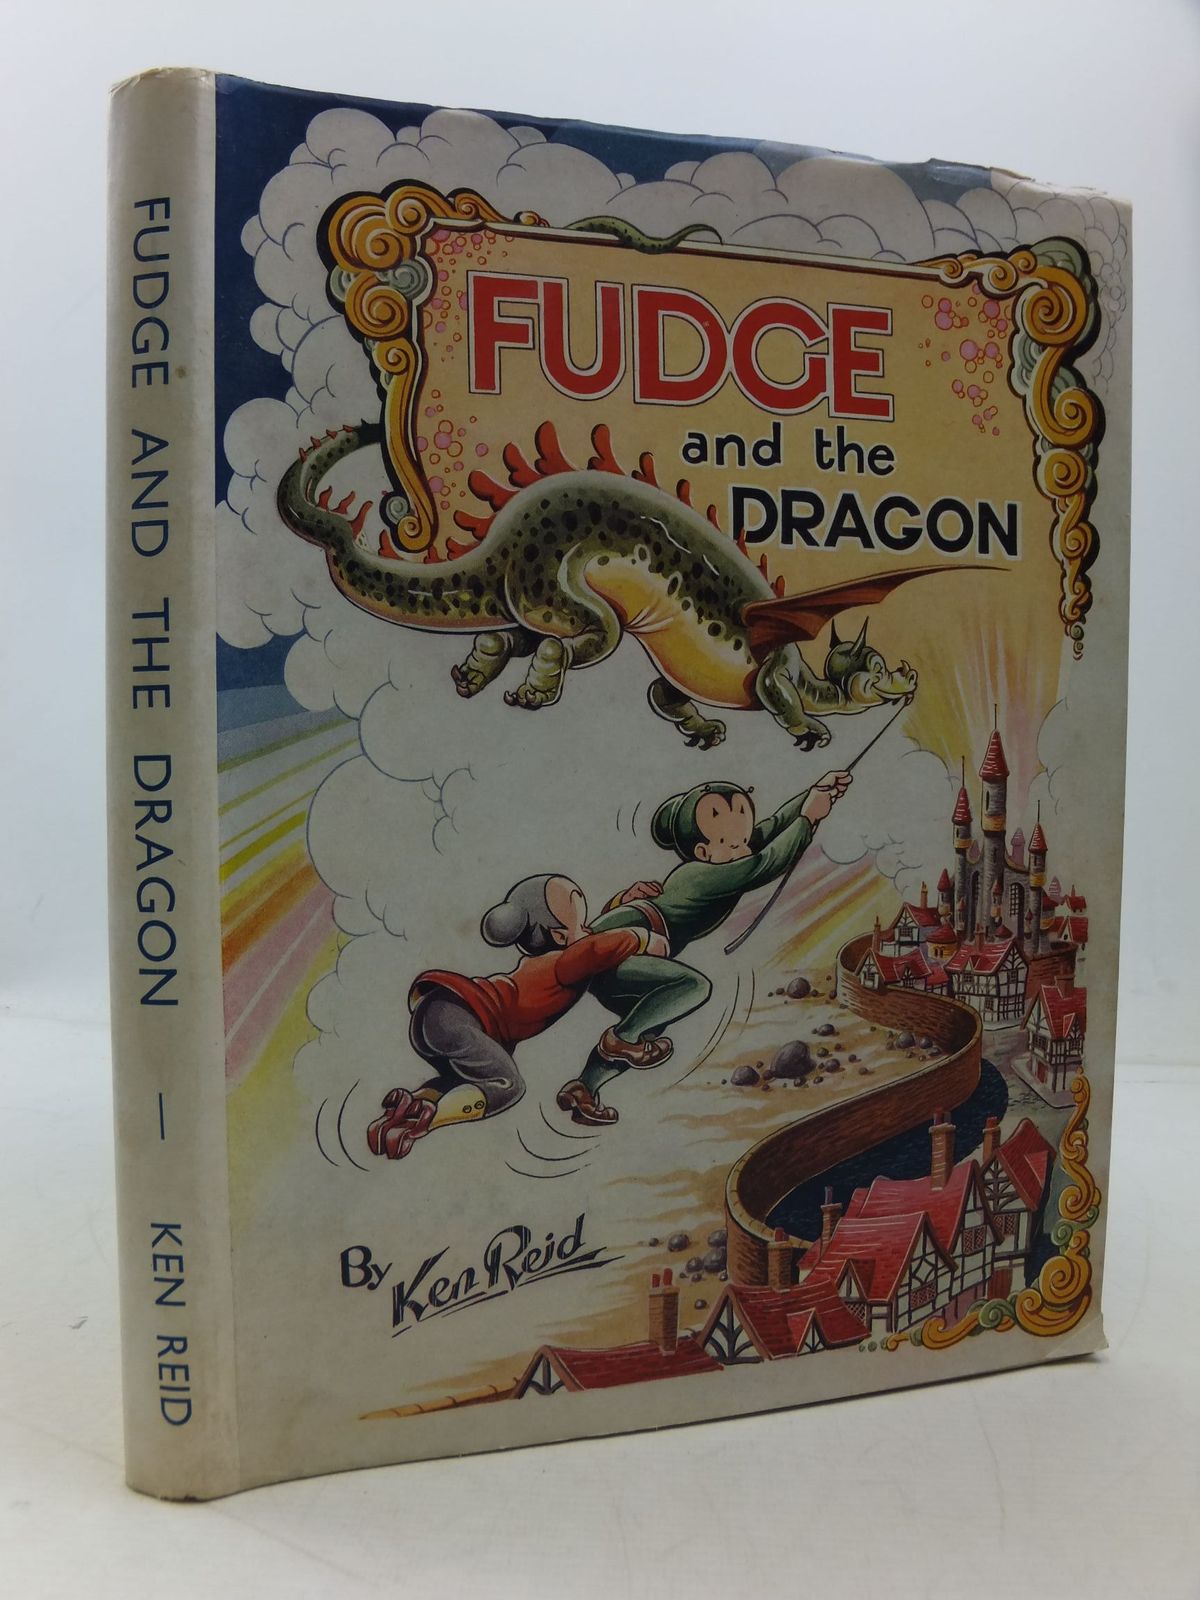 FUDGE AND THE DRAGON — KEN REID
FUDGE
and the
DRAGON
By Ken Reid